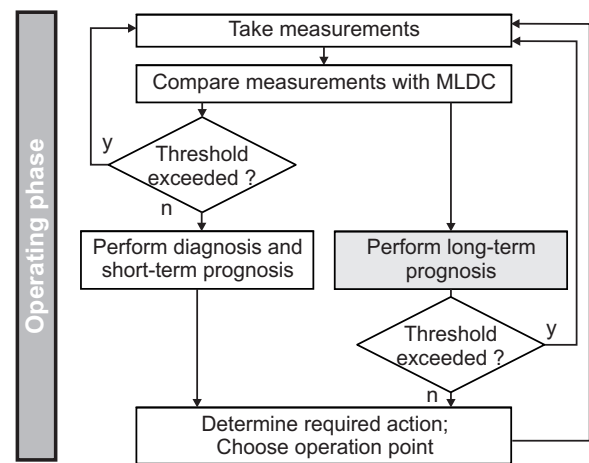 Operating phase
Take measurements
Compare measurements with MLDC
y
Threshold
exceeded ?
n
Perform diagnosis and
short-term prognosis
Perform long-term
prognosis
Threshold
exceeded ?
y
n
Determine required action;
Choose operation point